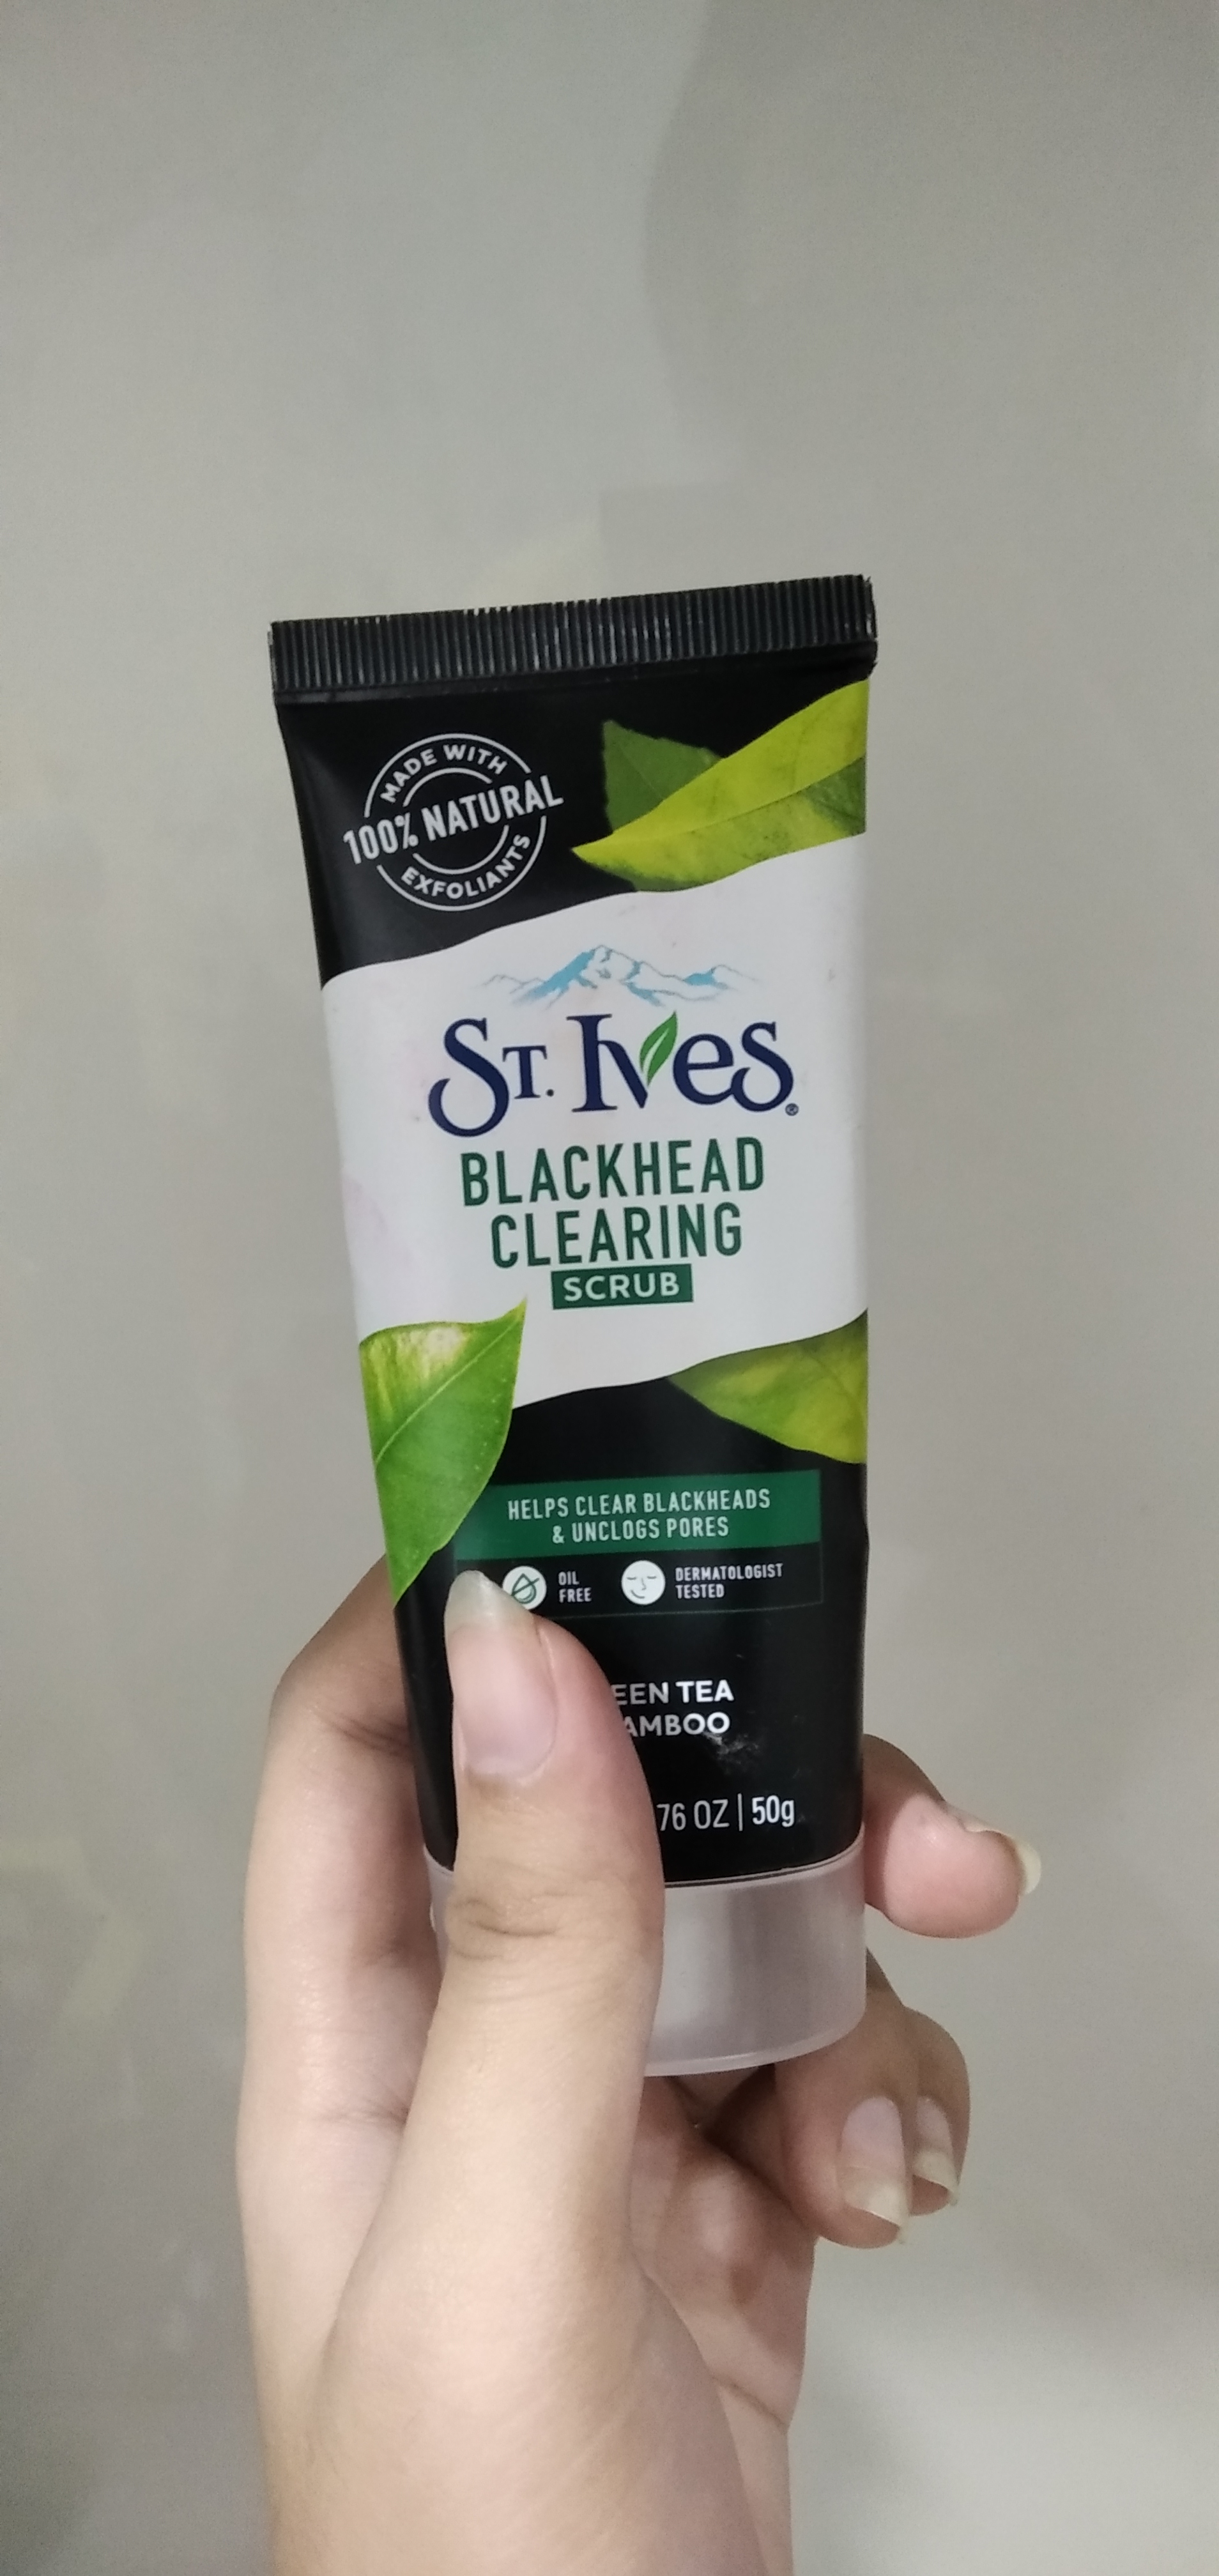 MADE WITH
100% NATURAL
EXFOLIANTS
ST. Ives®
BLACKHEAD
CLEARING
SCRUB
HELPS CLEAR BLACKHEADS
& UNCLOGS PORES
OIL
FREE
DERMATOLOGIST
TESTED
TEA
76 OZ | 50g